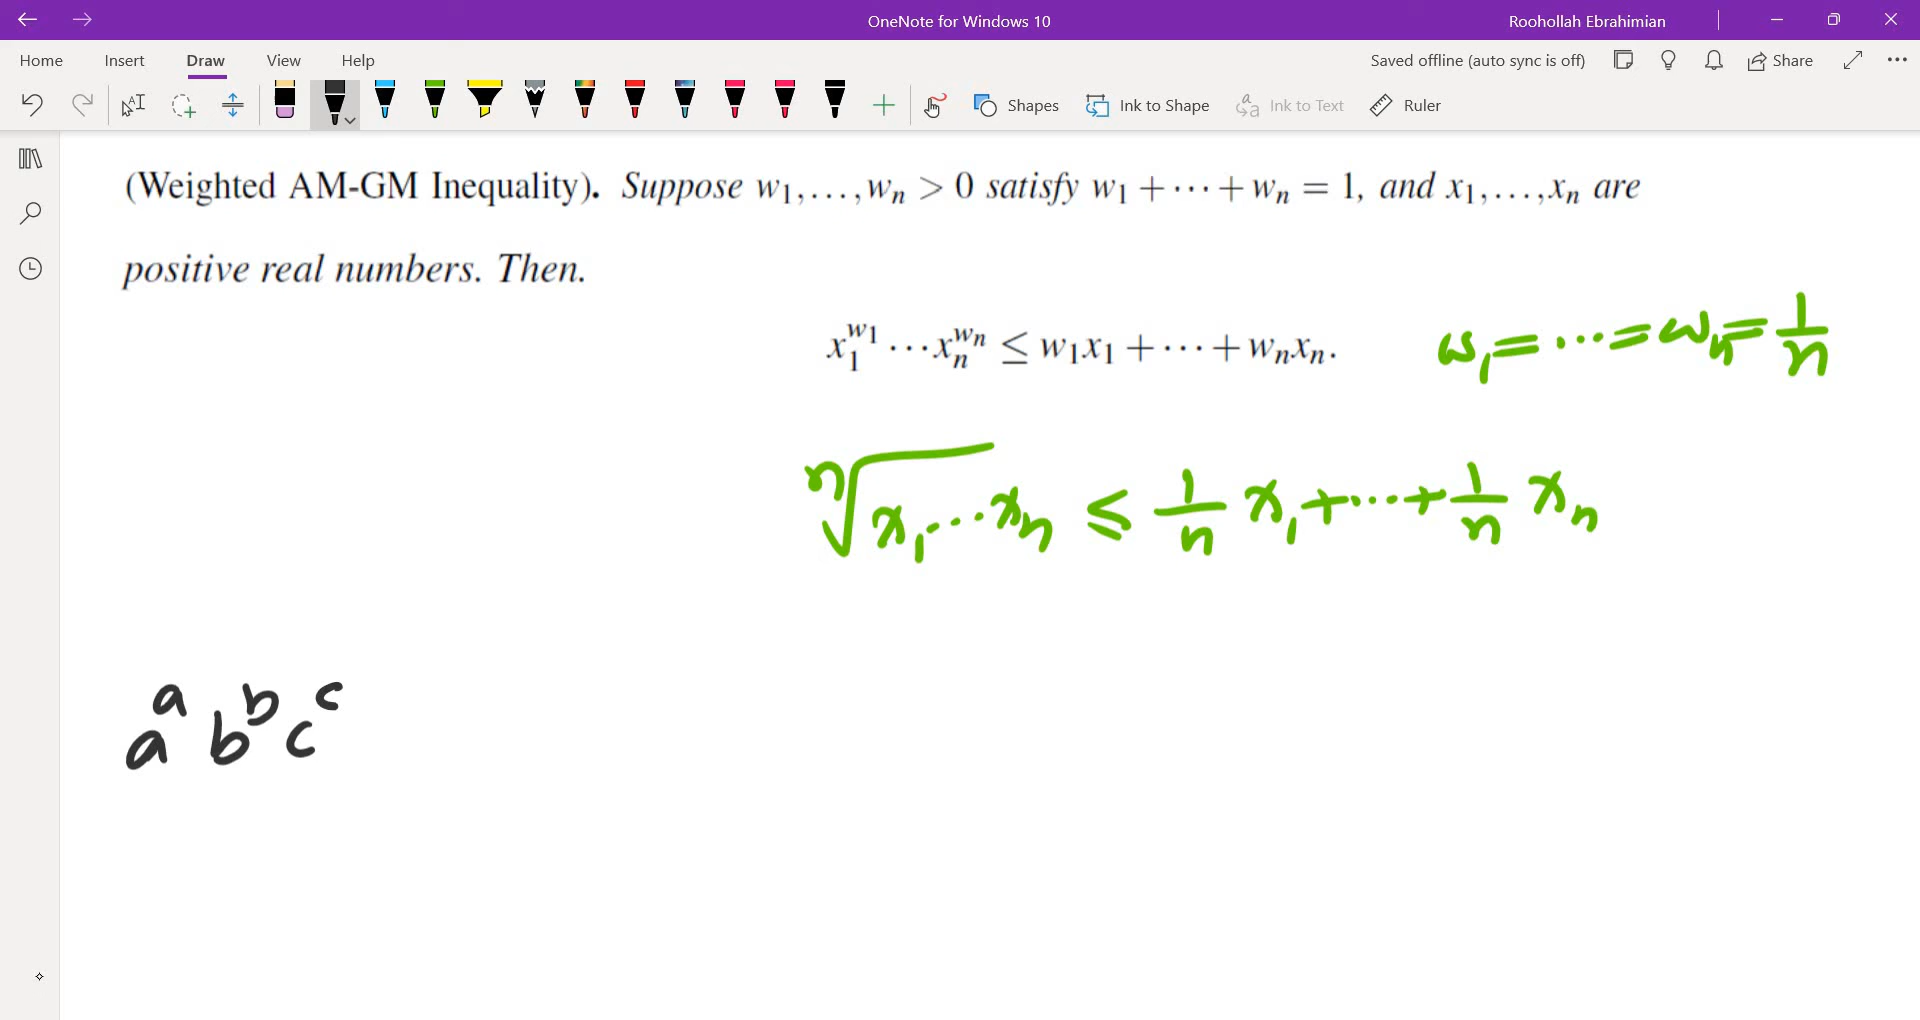 OneNote for Windows 10
Roohollah Ebrahimian
Home Insert Draw View Help
Saved offline (auto sync is off) Share
Shapes Ink to Shape Ink to Text Ruler
(Weighted AM-GM Inequality). Suppose w₁,…,wₙ > 0 satisfy w₁ + ⋯ + wₙ = 1, and x₁,…,xₙ are
positive real numbers. Then.
x₁^{w₁} ⋯ xₙ^{wₙ} ≤ w₁x₁ + ⋯ + wₙxₙ.
w₁ = ⋯ = wₙ = 1/n
ⁿ√(x₁ ⋯ xₙ) ≤ 1/n x₁ + ⋯ + 1/n xₙ
a^a b^b c^c